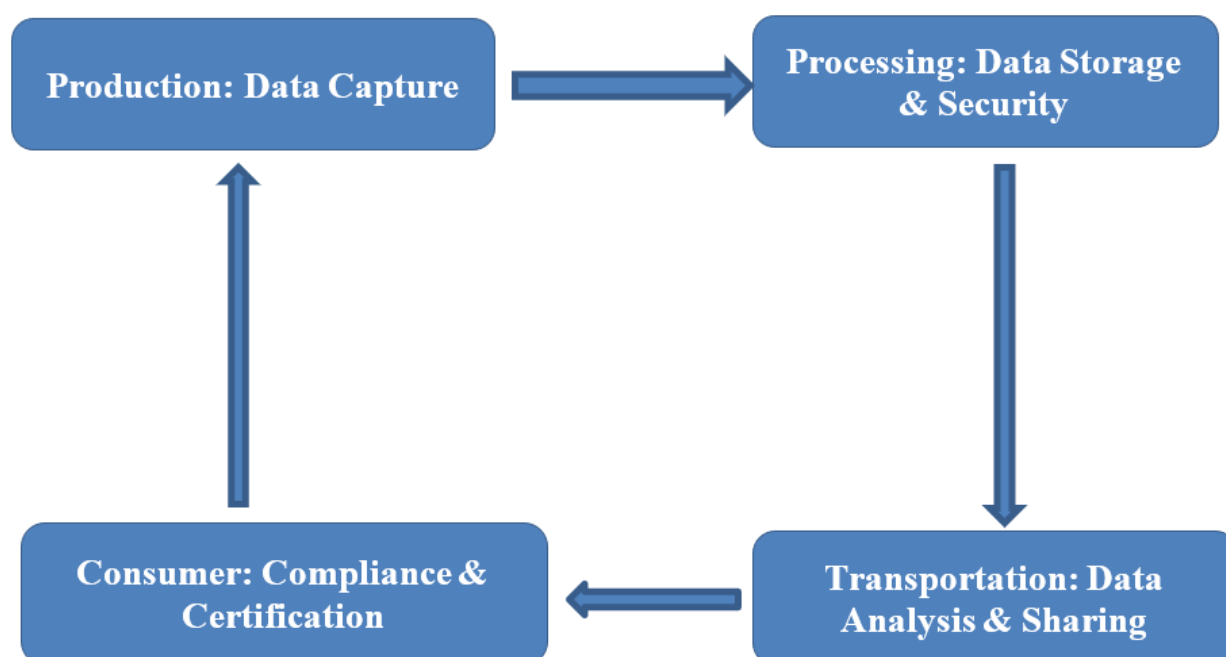 Production: Data Capture
Processing: Data Storage
& Security
Consumer: Compliance &
Certification
Transportation: Data
Analysis & Sharing